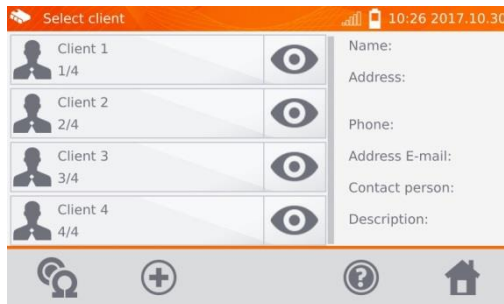 Select client
10:26 2017.10.30
Client 1
1/4
Client 2
2/4
Client 3
3/4
Client 4
4/4
Name:
Address:
Phone:
Address E-mail:
Contact person:
Description: